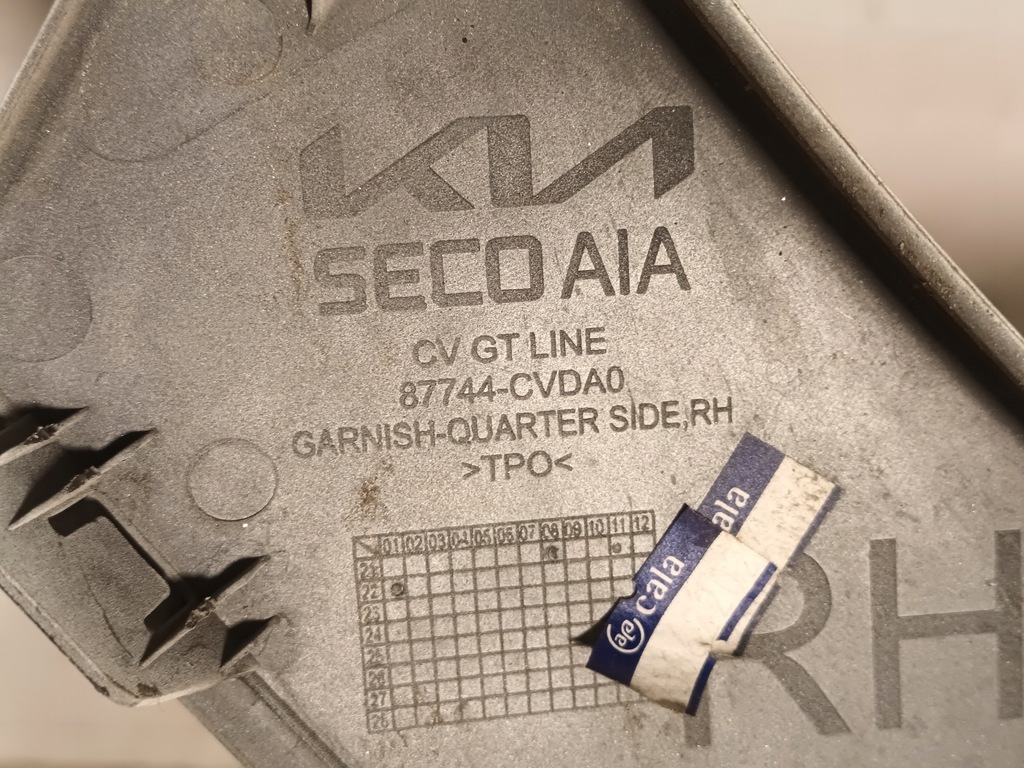 KIA
SECO AIA
CV GT LINE
87744-CVDA0
GARNISH-QUARTER SIDE,RH
>TPO<
01 02 03 04 05 06 07 08 09 10 11 12
21
22
23
24
25
26
27
28
ala
cala
RH